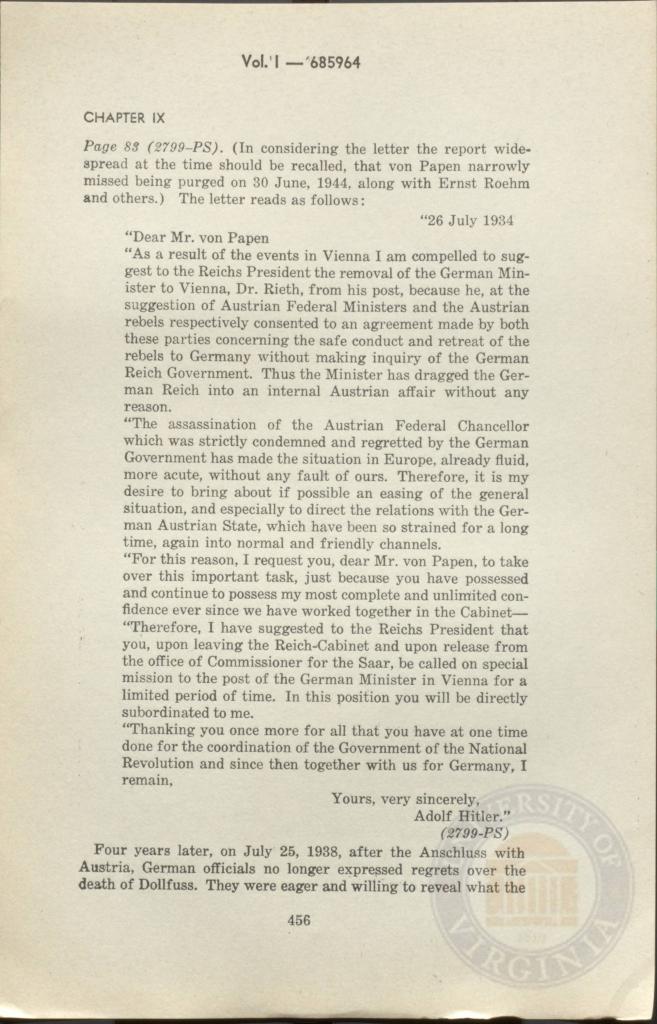 Vol. I — 685964
CHAPTER IX
Page 83 (2799-PS). (In considering the letter the report wide-
spread at the time should be recalled, that von Papen narrowly
missed being purged on 30 June, 1944, along with Ernst Roehm
and others.) The letter reads as follows:
“26 July 1934
“Dear Mr. von Papen
“As a result of the events in Vienna I am compelled to sug-
gest to the Reichs President the removal of the German Min-
ister to Vienna, Dr. Rieth, from his post, because he, at the
suggestion of Austrian Federal Ministers and the Austrian
rebels respectively consented to an agreement made by both
these parties concerning the safe conduct and retreat of the
rebels to Germany without making inquiry of the German
Reich Government. Thus the Minister has dragged the Ger-
man Reich into an internal Austrian affair without any
reason.
“The assassination of the Austrian Federal Chancellor
which was strictly condemned and regretted by the German
Government has made the situation in Europe, already fluid,
more acute, without any fault of ours. Therefore, it is my
desire to bring about if possible an easing of the general
situation, and especially to direct the relations with the Ger-
man Austrian State, which have been so strained for a long
time, again into normal and friendly channels.
“For this reason, I request you, dear Mr. von Papen, to take
over this important task, just because you have possessed
and continue to possess my most complete and unlimited con-
fidence ever since we have worked together in the Cabinet—
“Therefore, I have suggested to the Reichs President that
you, upon leaving the Reich-Cabinet and upon release from
the office of Commissioner for the Saar, be called on special
mission to the post of the German Minister in Vienna for a
limited period of time. In this position you will be directly
subordinated to me.
“Thanking you once more for all that you have at one time
done for the coordination of the Government of the National
Revolution and since then together with us for Germany, I
remain,
Yours, very sincerely,
Adolf Hitler.”
(2799-PS)
Four years later, on July 25, 1938, after the Anschluss with
Austria, German officials no longer expressed regrets over the
death of Dollfuss. They were eager and willing to reveal what the
456
UNIVERSITY OF
VIRGINIA